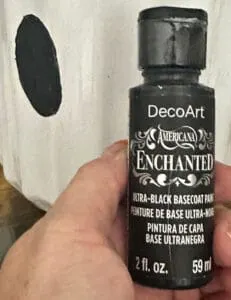 DecoArt
AMERICANA
ENCHANTED
ULTRA-BLACK BASECOAT PAINT
PEINTURE DE BASE ULTRA-NOIRE
PINTURA DE CAPA
BASE ULTRANEGRA
2 fl. oz. 59 ml